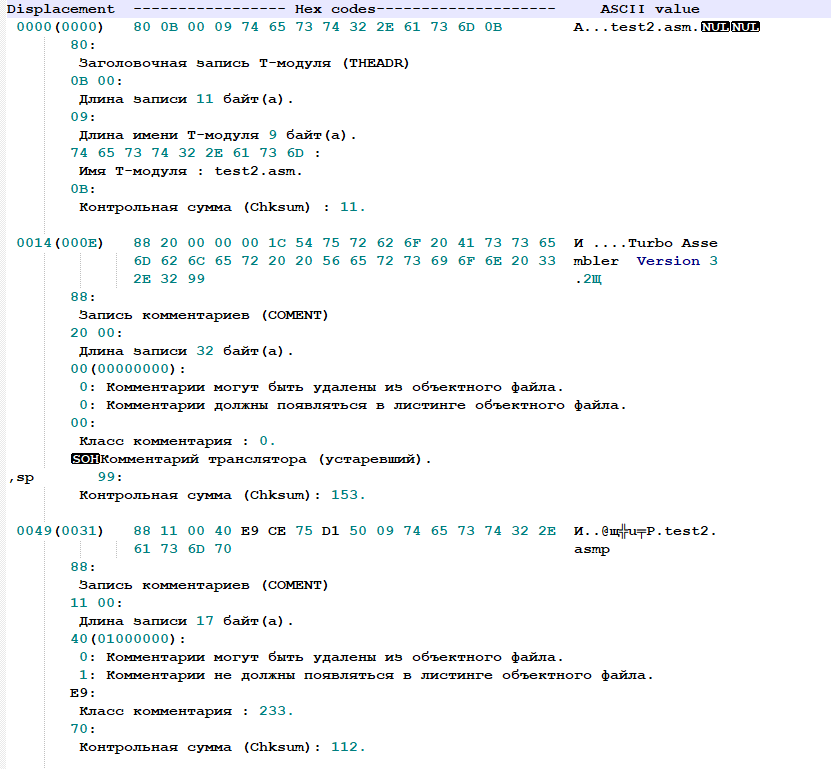 Displacement ----------------- Hex codes-------------------- ASCII value
0000(0000) 80 0B 00 09 74 65 73 74 32 2E 61 73 6D 0B А...test2.asm.NULNUL
80:
Заголовочная запись Т-модуля (THEADR)
0B 00:
Длина записи 11 байт(а).
09:
Длина имени Т-модуля 9 байт(а).
74 65 73 74 32 2E 61 73 6D :
Имя Т-модуля : test2.asm.
0B:
Контрольная сумма (Chksum) : 11.
0014(000E) 88 20 00 00 00 1C 54 75 72 62 6F 20 41 73 73 65 И ....Turbo Asse
6D 62 6C 65 72 20 20 56 65 72 73 69 6F 6E 20 33 mbler  Version 3
2E 32 99 .2Щ
88:
Запись комментариев (COMENT)
20 00:
Длина записи 32 байт(а).
00(00000000):
0: Комментарии могут быть удалены из объектного файла.
0: Комментарии должны появляться в листинге объектного файла.
00:
Класс комментария : 0.
SOHКомментарий транслятора (устаревший).
,sp 99:
Контрольная сумма (Chksum): 153.
0049(0031) 88 11 00 40 E9 CE 75 D1 50 09 74 65 73 74 32 2E И..@щ╬u╤P.test2.
61 73 6D 70 asmp
88:
Запись комментариев (COMENT)
11 00:
Длина записи 17 байт(а).
40(01000000):
0: Комментарии могут быть удалены из объектного файла.
1: Комментарии не должны появляться в листинге объектного файла.
E9:
Класс комментария : 233.
70:
Контрольная сумма (Chksum): 112.